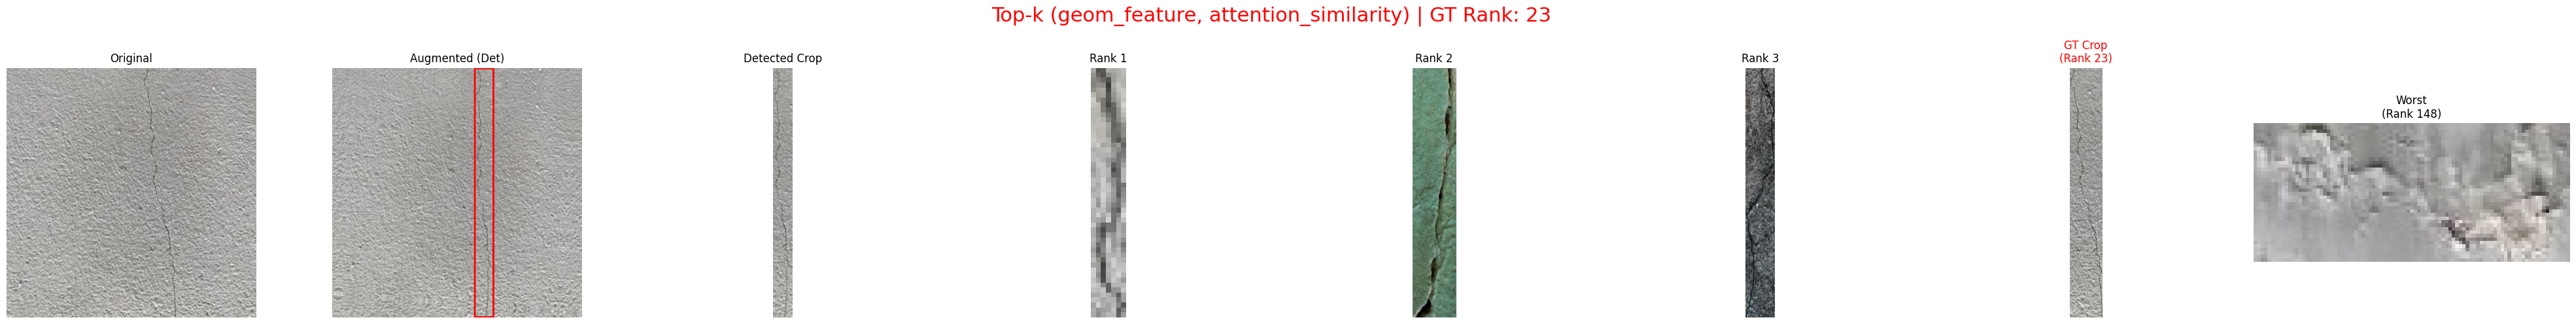 Top-k (geom_feature, attention_similarity) | GT Rank: 23
Original
Augmented (Det)
Detected Crop
Rank 1
Rank 2
Rank 3
GT Crop
(Rank 23)
Worst
(Rank 148)